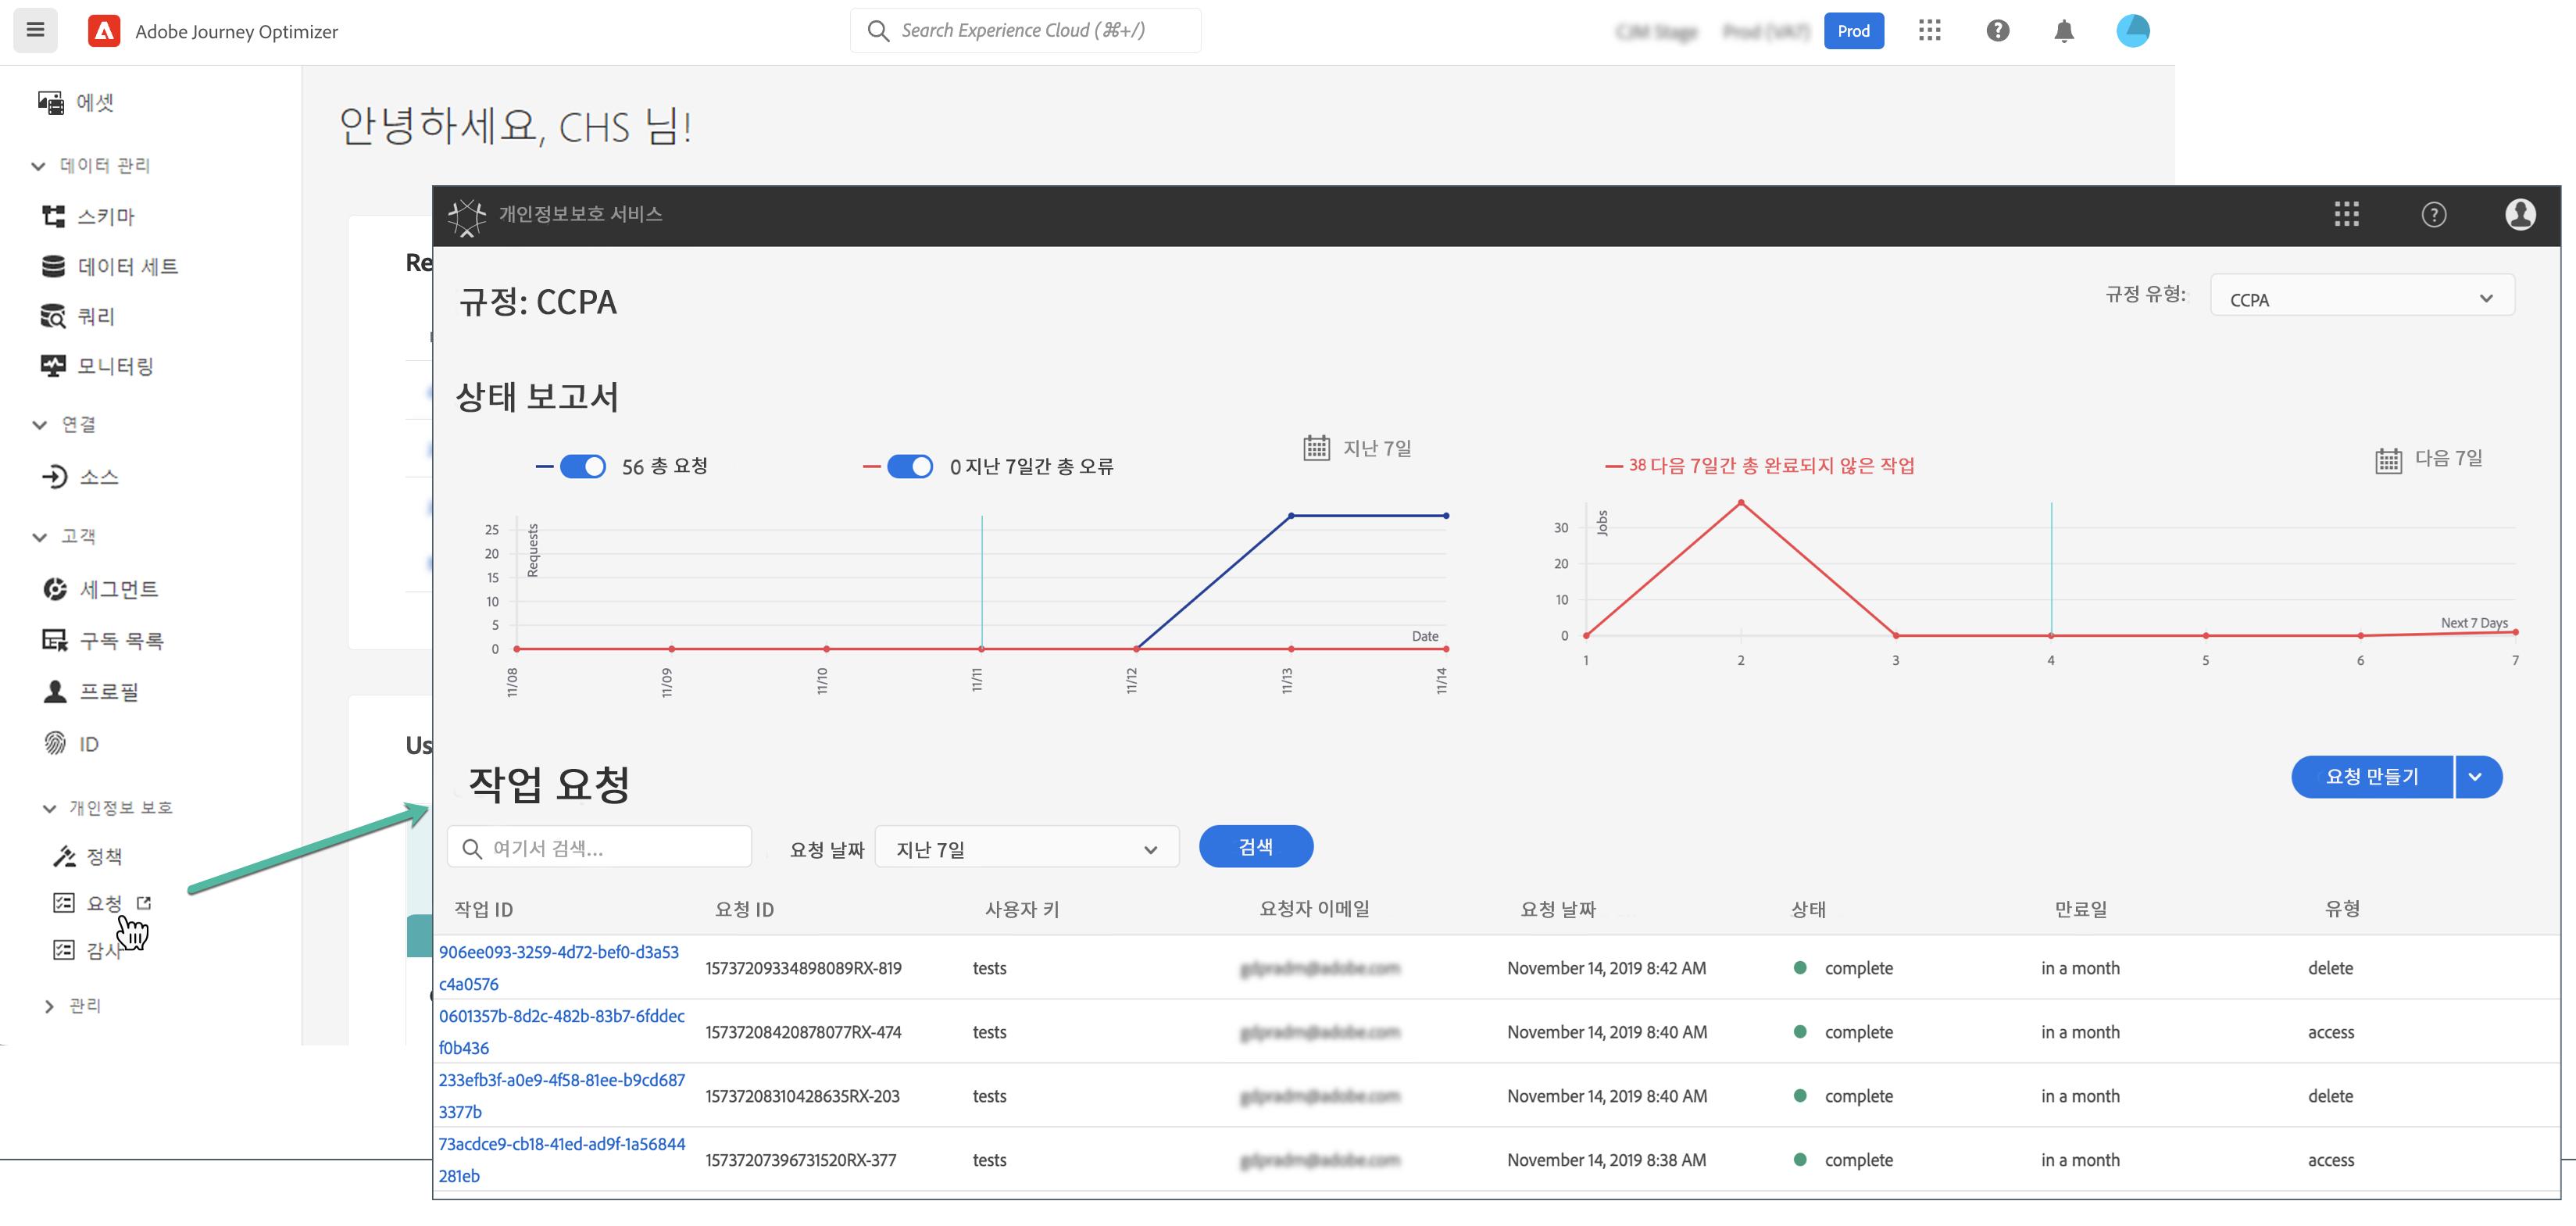 Adobe Journey Optimizer
Search Experience Cloud (⌘+/)
Prod
에셋
데이터 관리
스키마
데이터 세트
쿼리
모니터링
연결
소스
고객
세그먼트
구독 목록
프로필
ID
개인정보 보호
정책
요청
감사
관리
안녕하세요, CHS 님!
Re
Us
개인정보보호 서비스
규정: CCPA
규정 유형:
CCPA
상태 보고서
56 총 요청
0 지난 7일간 총 오류
지난 7일
Requests
25
20
15
10
5
0
Date
11/08
11/09
11/10
11/11
11/12
11/13
11/14
38 다음 7일간 총 완료되지 않은 작업
다음 7일
Jobs
30
20
10
0
Next 7 Days
1
2
3
4
5
6
7
작업 요청
요청 만들기
여기서 검색...
요청 날짜
지난 7일
검색
작업 ID 요청 ID 사용자 키 요청자 이메일 요청 날짜 상태 만료일 유형
906ee093-3259-4d72-bef0-d3a53
c4a0576
15737209334898089RX-819 tests November 14, 2019 8:42 AM complete in a month delete
0601357b-8d2c-482b-83b7-6fddec
f0b436
15737208420878077RX-474 tests November 14, 2019 8:40 AM complete in a month access
233efb3f-a0e9-4f58-81ee-b9cd687
3377b
15737208310428635RX-203 tests November 14, 2019 8:40 AM complete in a month delete
73acdce9-cb18-41ed-ad9f-1a56844
281eb
15737207396731520RX-377 tests November 14, 2019 8:38 AM complete in a month access